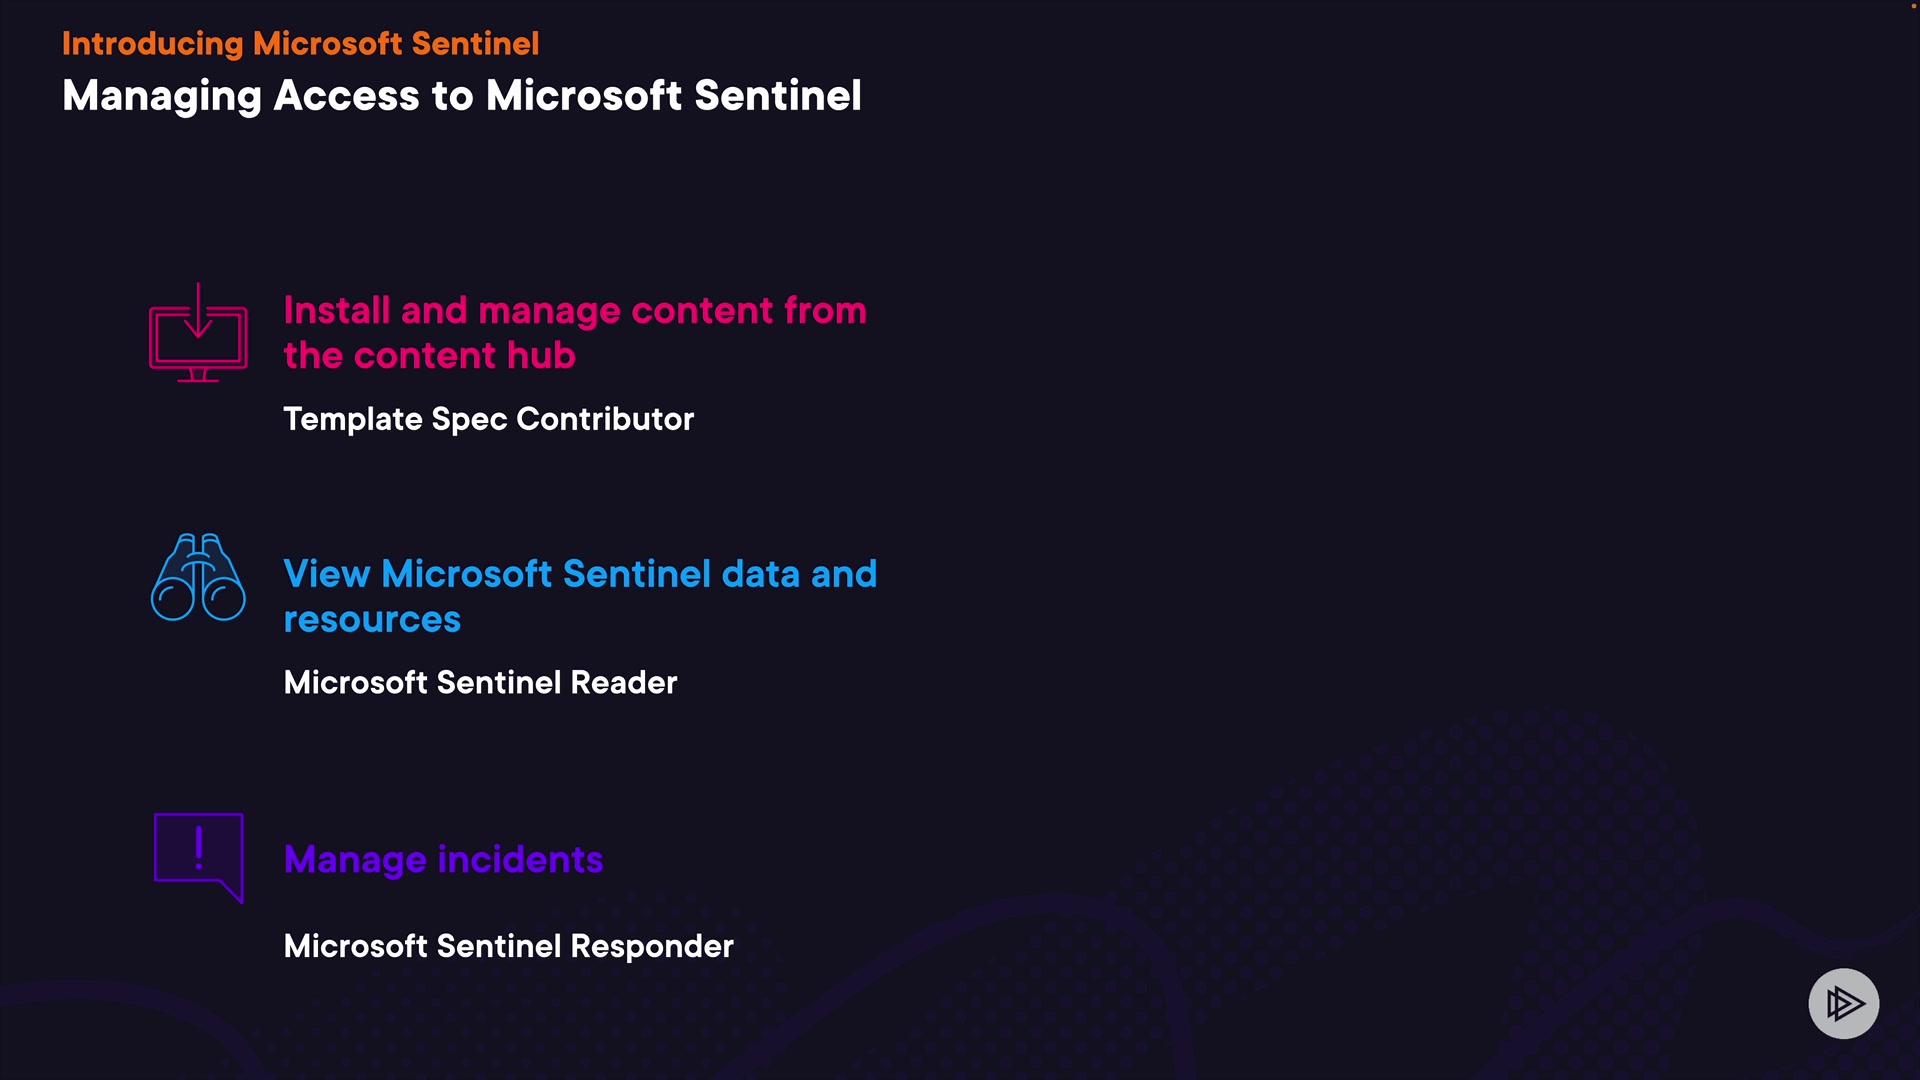 Introducing Microsoft Sentinel
Managing Access to Microsoft Sentinel
Install and manage content from
the content hub
Template Spec Contributor
View Microsoft Sentinel data and
resources
Microsoft Sentinel Reader
Manage incidents
Microsoft Sentinel Responder